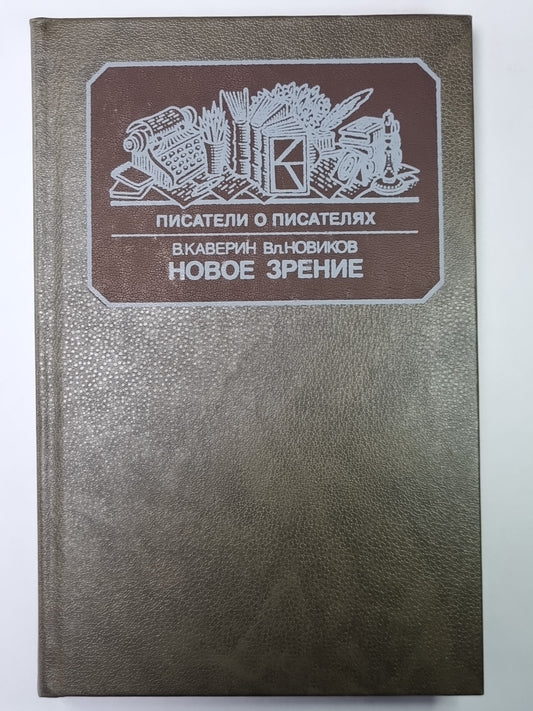 ПИСАТЕЛИ О ПИСАТЕЛЯХ
В.КАВЕРИН Вл.НОВИКОВ
НОВОЕ ЗРЕНИЕ